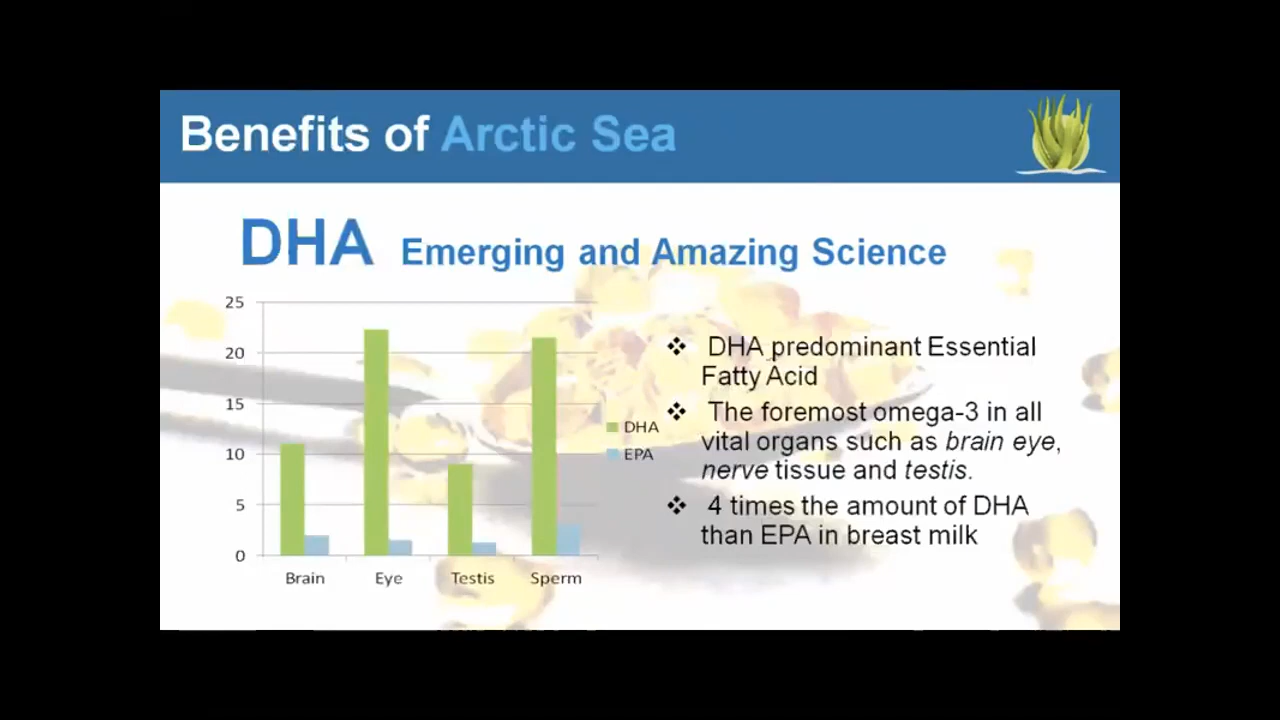 Benefits of Arctic Sea
DHA Emerging and Amazing Science
25
20
15
10
5
0
Brain Eye Testis Sperm
DHA
EPA
❖ DHA predominant Essential
Fatty Acid
❖ The foremost omega-3 in all
vital organs such as brain eye,
nerve tissue and testis.
❖ 4 times the amount of DHA
than EPA in breast milk